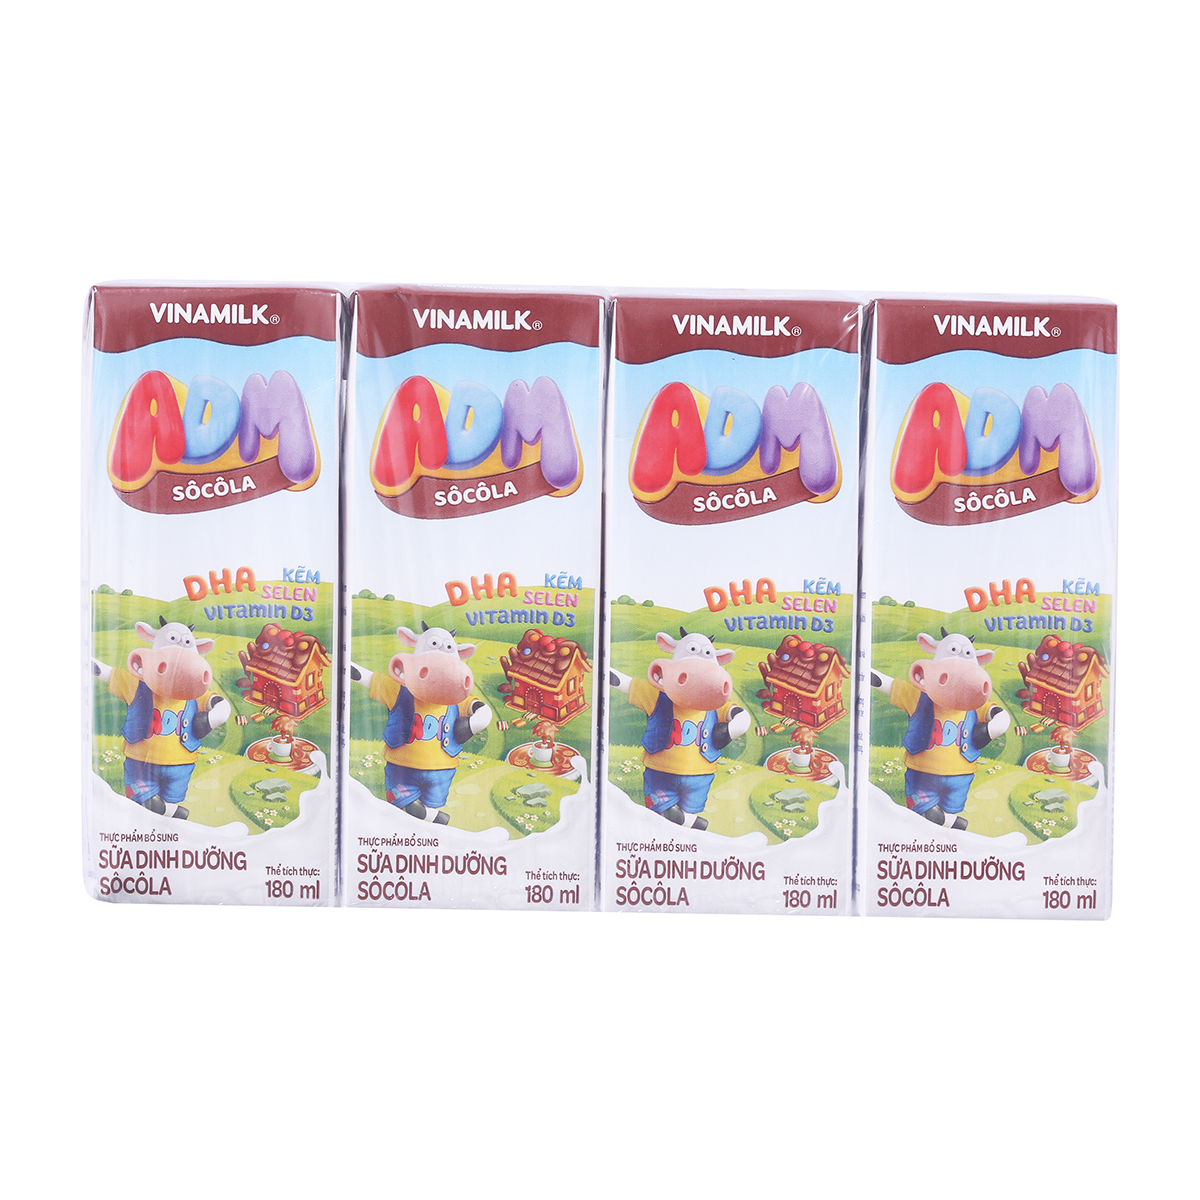 VINAMILK®
ADM
SÔCÔLA
DHA
KẼM
SELEN
VITAMIN D3
ADM
THỰC PHẨM BỔ SUNG
SỮA DINH DƯỠNG
SÔCÔLA
Thể tích thực:
180 ml
VINAMILK®
ADM
SÔCÔLA
DHA
KẼM
SELEN
VITAMIN D3
ADM
THỰC PHẨM BỔ SUNG
SỮA DINH DƯỠNG
SÔCÔLA
Thể tích thực:
180 ml
VINAMILK®
ADM
SÔCÔLA
DHA
KẼM
SELEN
VITAMIN D3
ADM
THỰC PHẨM BỔ SUNG
SỮA DINH DƯỠNG
SÔCÔLA
Thể tích thực:
180 ml
VINAMILK®
ADM
SÔCÔLA
DHA
KẼM
SELEN
VITAMIN D3
ADM
THỰC PHẨM BỔ SUNG
SỮA DINH DƯỠNG
SÔCÔLA
Thể tích thực:
180 ml